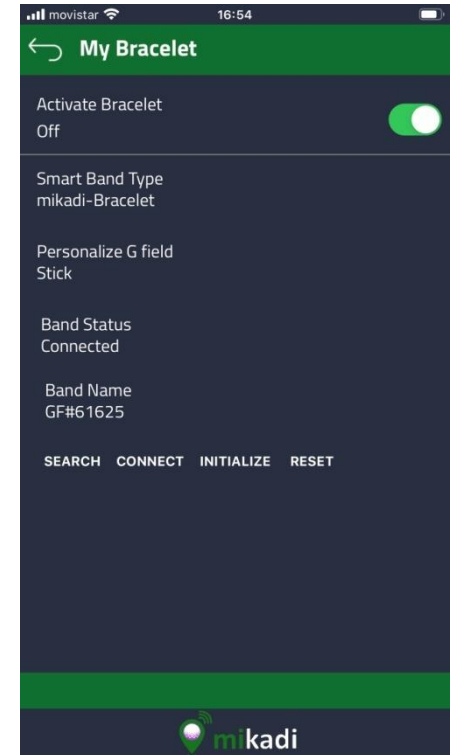 movistar 16:54
My Bracelet
Activate Bracelet
Off
Smart Band Type
mikadi-Bracelet
Personalize G field
Stick
Band Status
Connected
Band Name
GF#61625
SEARCH CONNECT INITIALIZE RESET
mikadi